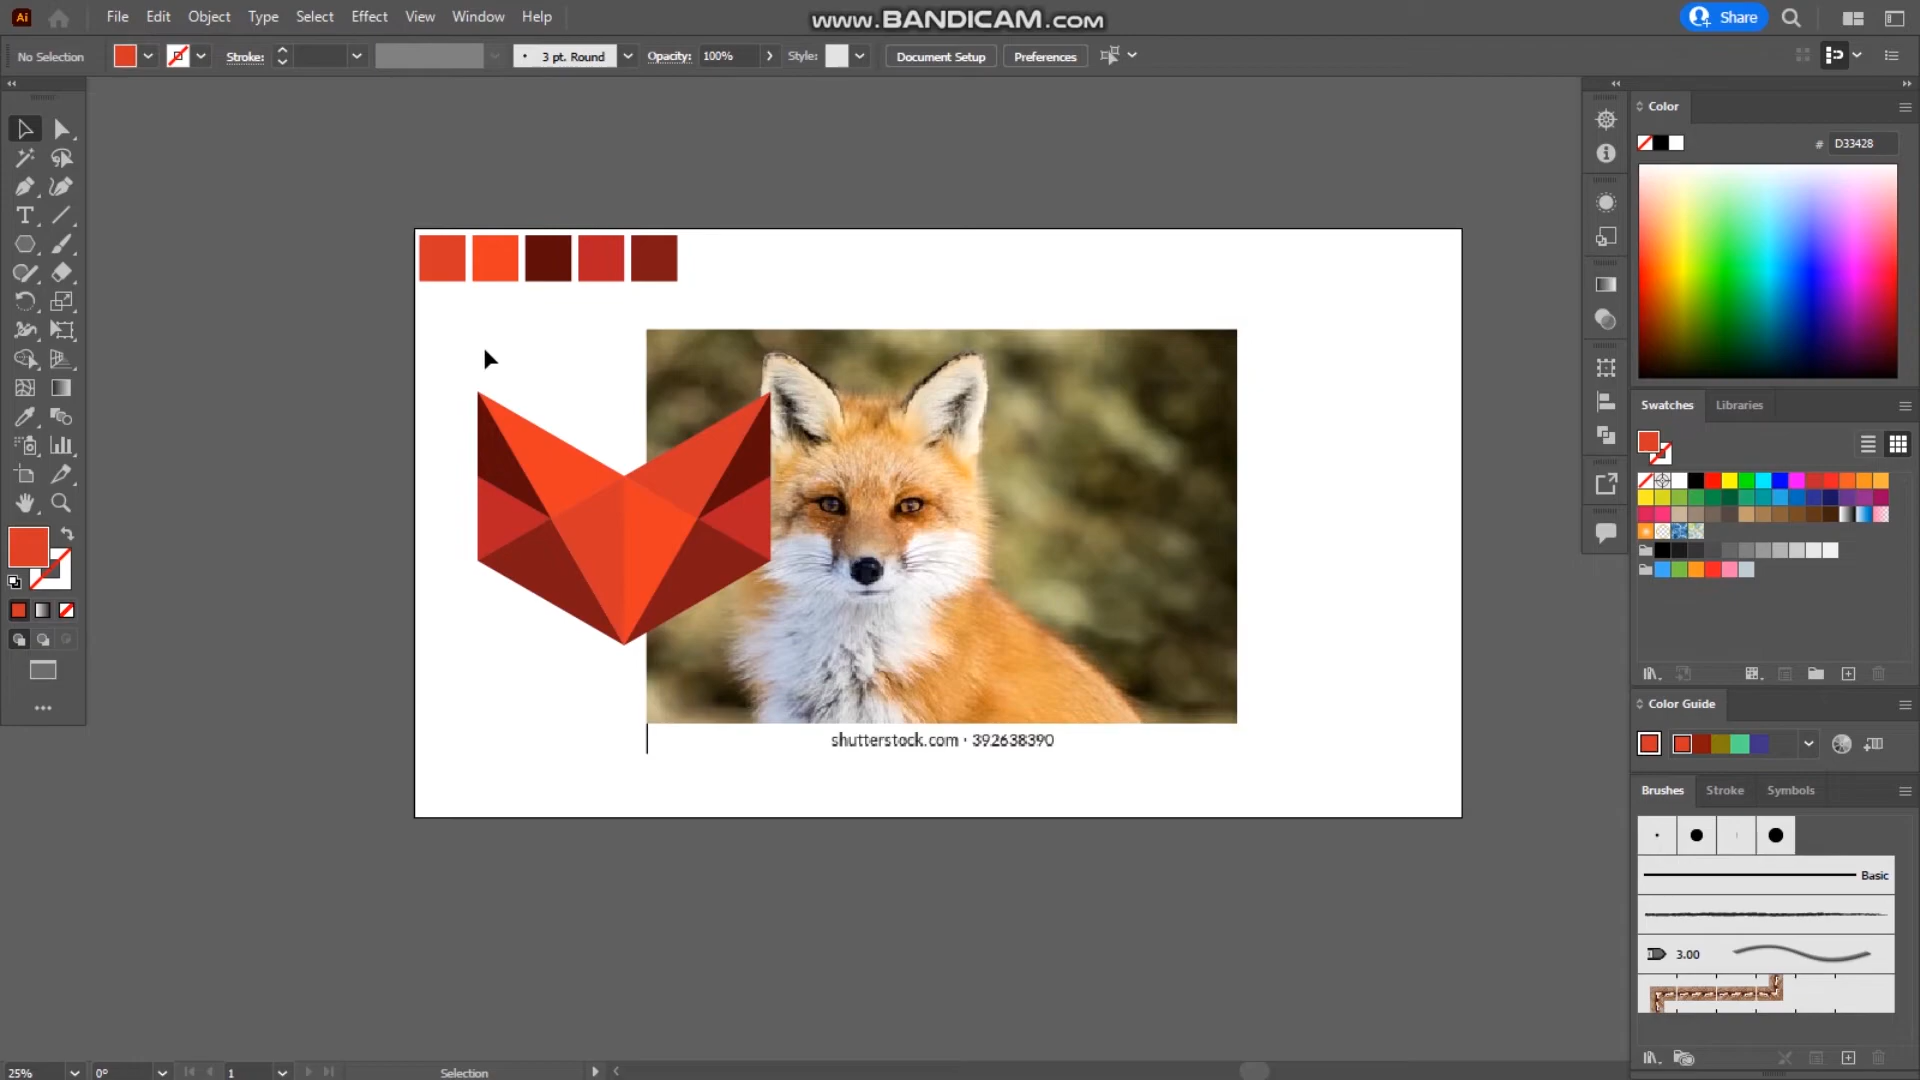 Ai File Edit Object Type Select Effect View Window Help
www.BANDICAM.com
Share
No Selection
Stroke:
3 pt. Round
Opacity: 100%
Style:
Document Setup
Preferences
Color
# D33428
Swatches Libraries
Color Guide
Brushes Stroke Symbols
Basic
3.00
shutterstock.com · 392638390
25% 0° 1 Selection